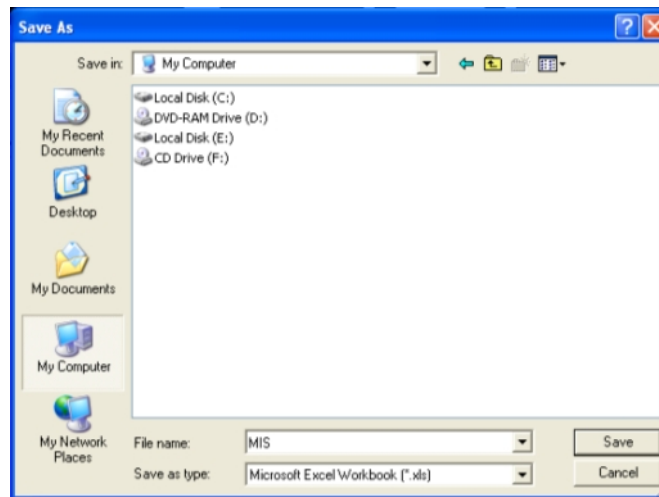 Save As
Save in: My Computer
Local Disk (C:)
DVD-RAM Drive (D:)
Local Disk (E:)
CD Drive (F:)
My Recent
Documents
Desktop
My Documents
My Computer
My Network
Places
File name: MIS Save
Save as type: Microsoft Excel Workbook (*.xls) Cancel